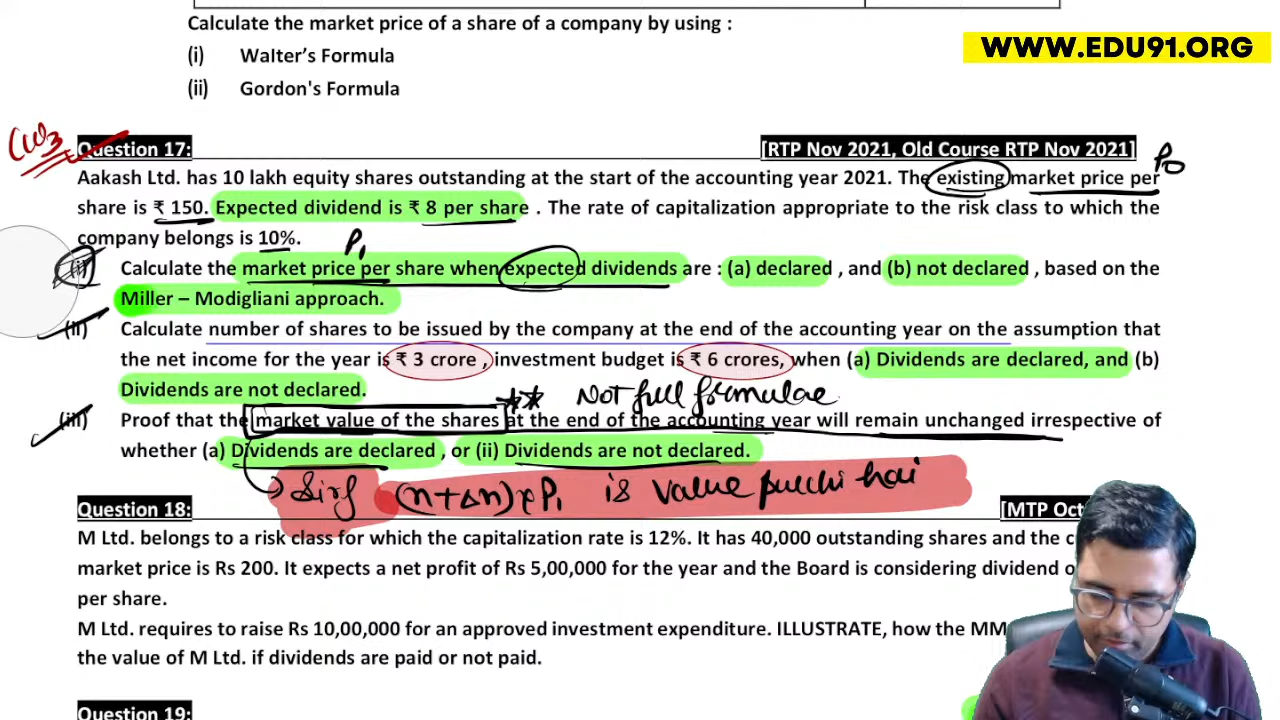 Calculate the market price of a share of a company by using :
WWW.EDU91.ORG
(i) Walter's Formula
(ii) Gordon's Formula
Question 17: [RTP Nov 2021, Old Course RTP Nov 2021]
P₀
Aakash Ltd. has 10 lakh equity shares outstanding at the start of the accounting year 2021. The existing market price per
share is ₹ 150. Expected dividend is ₹ 8 per share . The rate of capitalization appropriate to the risk class to which the
company belongs is 10%.
P₁
(i) Calculate the market price per share when expected dividends are : (a) declared , and (b) not declared , based on the
Miller – Modigliani approach.
(ii) Calculate number of shares to be issued by the company at the end of the accounting year on the assumption that
the net income for the year is ₹ 3 crore , investment budget is ₹ 6 crores, when (a) Dividends are declared, and (b)
Dividends are not declared.
** Not full formulae
(iii) Proof that the market value of the shares at the end of the accounting year will remain unchanged irrespective of
whether (a) Dividends are declared , or (ii) Dividends are not declared.
Sirf (n+Δn)×P₁ is value pucchi hai
Question 18: [MTP Oct
M Ltd. belongs to a risk class for which the capitalization rate is 12%. It has 40,000 outstanding shares and the c
market price is Rs 200. It expects a net profit of Rs 5,00,000 for the year and the Board is considering dividend o
per share.
M Ltd. requires to raise Rs 10,00,000 for an approved investment expenditure. ILLUSTRATE, how the MM
the value of M Ltd. if dividends are paid or not paid.
Question 19: